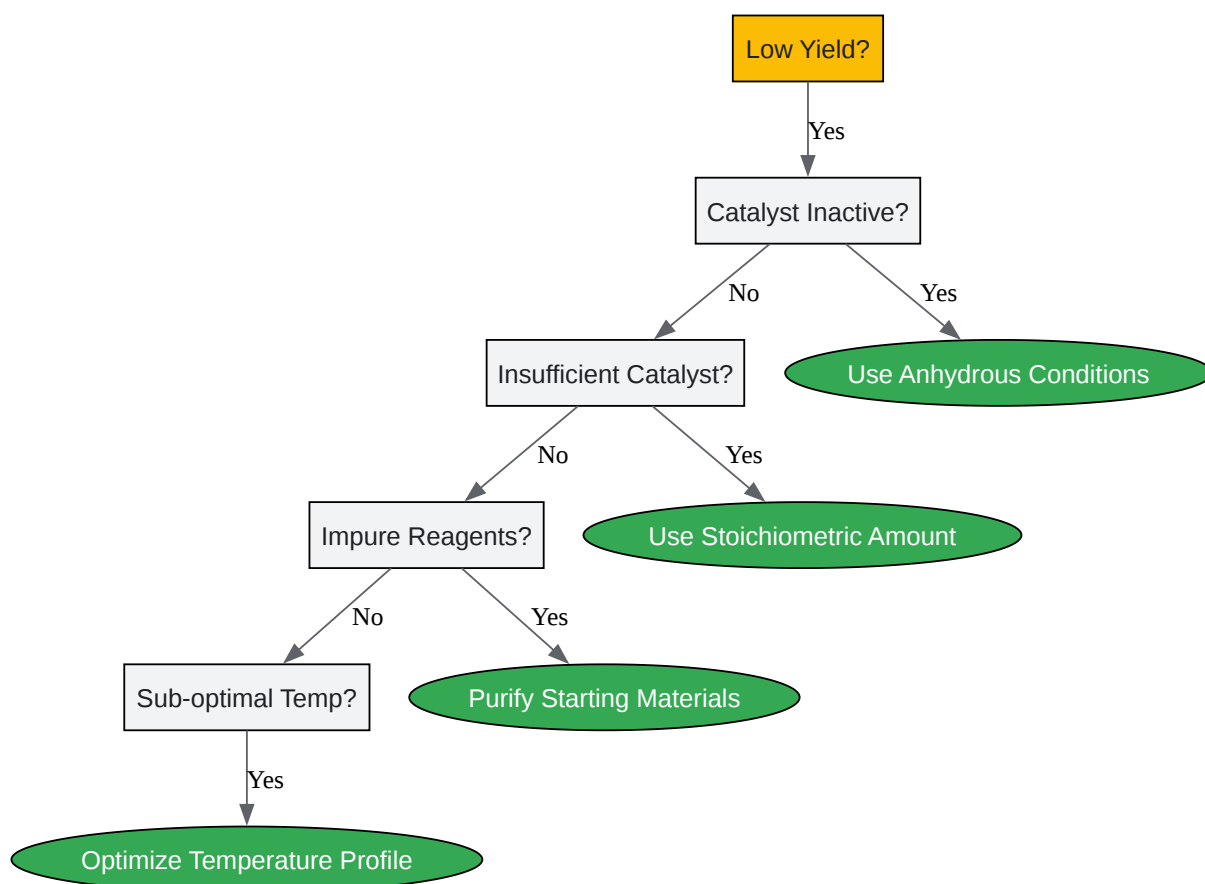 Low Yield?
Yes
Catalyst Inactive?
No
Yes
Insufficient Catalyst?
Use Anhydrous Conditions
No
Yes
Impure Reagents?
Use Stoichiometric Amount
No
Yes
Sub-optimal Temp?
Purify Starting Materials
Yes
Optimize Temperature Profile